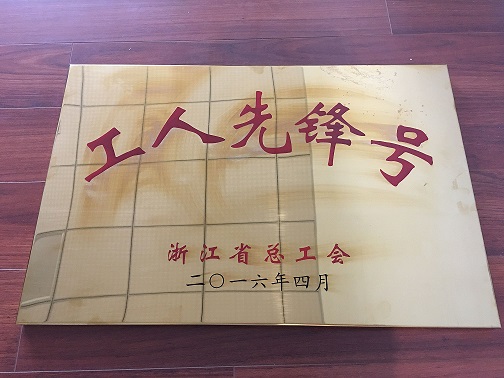 工人先锋号
浙江省总工会
二〇一六年四月